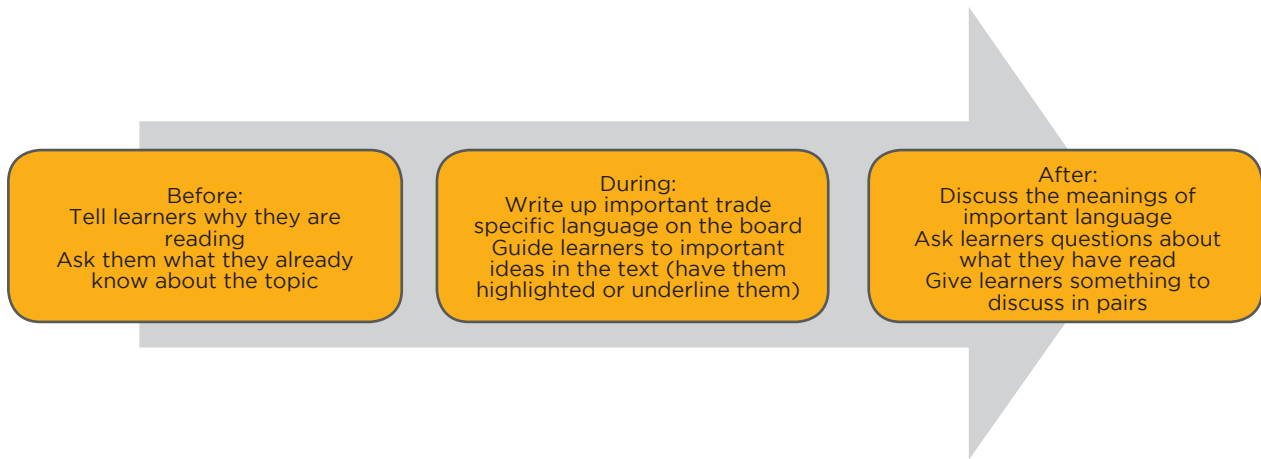 Before:
Tell learners why they are
reading
Ask them what they already
know about the topic
During:
Write up important trade
specific language on the board
Guide learners to important
ideas in the text (have them
highlighted or underline them)
After:
Discuss the meanings of
important language
Ask learners questions about
what they have read
Give learners something to
discuss in pairs